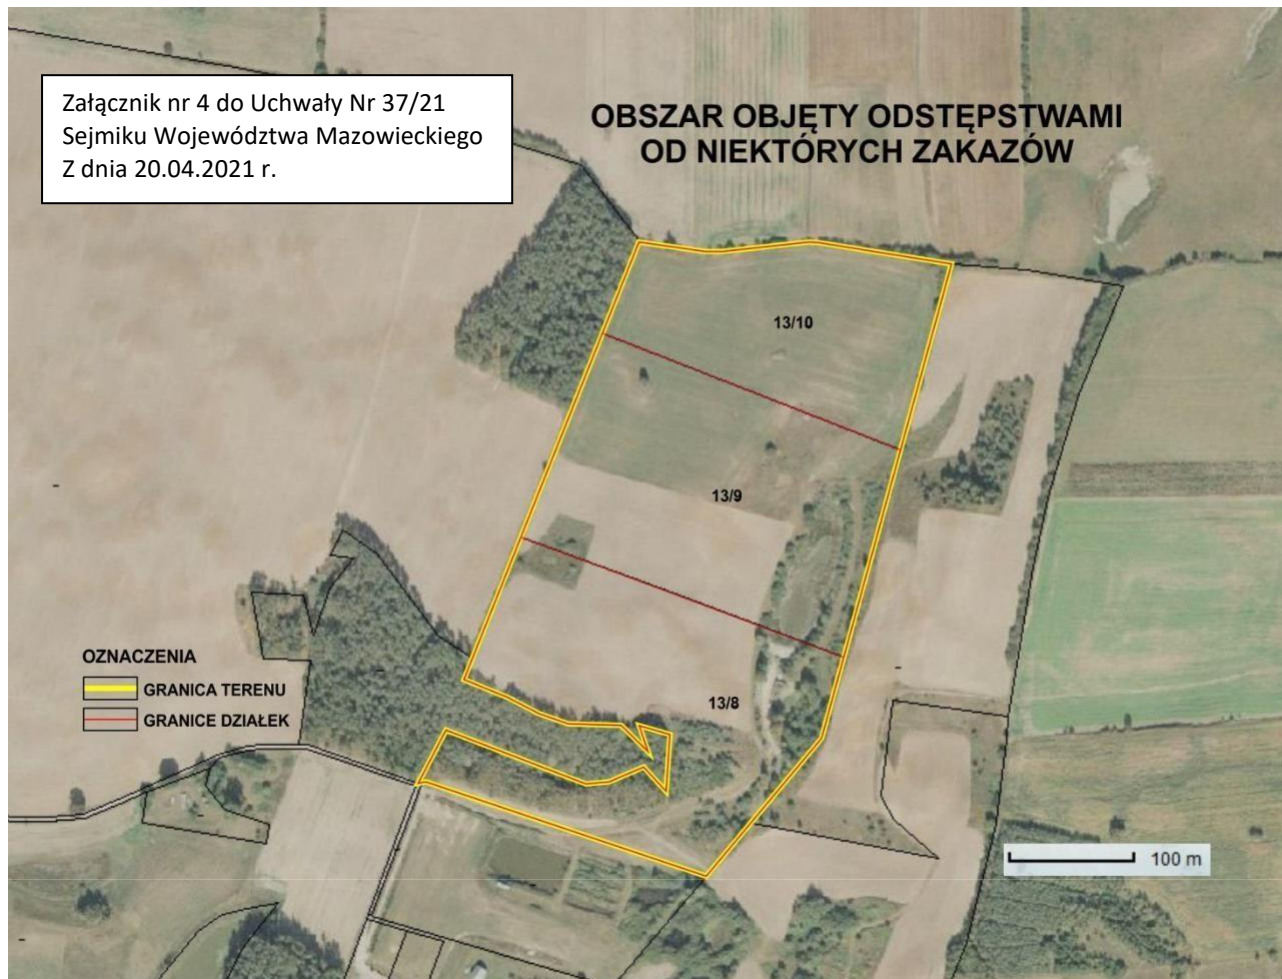 Załącznik nr 4 do Uchwały Nr 37/21
Sejmiku Województwa Mazowieckiego
Z dnia 20.04.2021 r.
OBSZAR OBJĘTY ODSTĘPSTWAMI
OD NIEKTÓRYCH ZAKAZÓW
13/10
13/9
13/8
OZNACZENIA
GRANICA TERENU
GRANICE DZIAŁEK
100 m